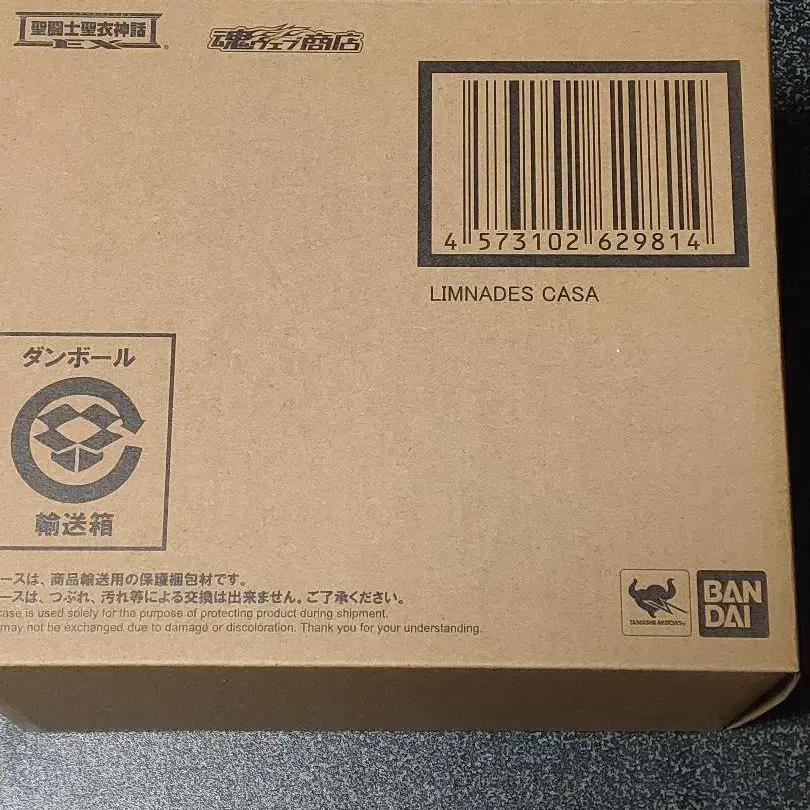 聖闘士聖衣神話
EX
魂ウェブ商店
4 573102 629814
LIMNADES CASA
ダンボール
輸送箱
ースは、商品輸送用の保護梱包材です。
ースは、つぶれ、汚れ等による交換は出来ません。ご了承ください。
case is used solely for the purpose of protecting product during shipment.
may not be exchanged due to damage or discoloration. Thank you for your understanding.
TAMASHII NATIONS
BAN
DAI